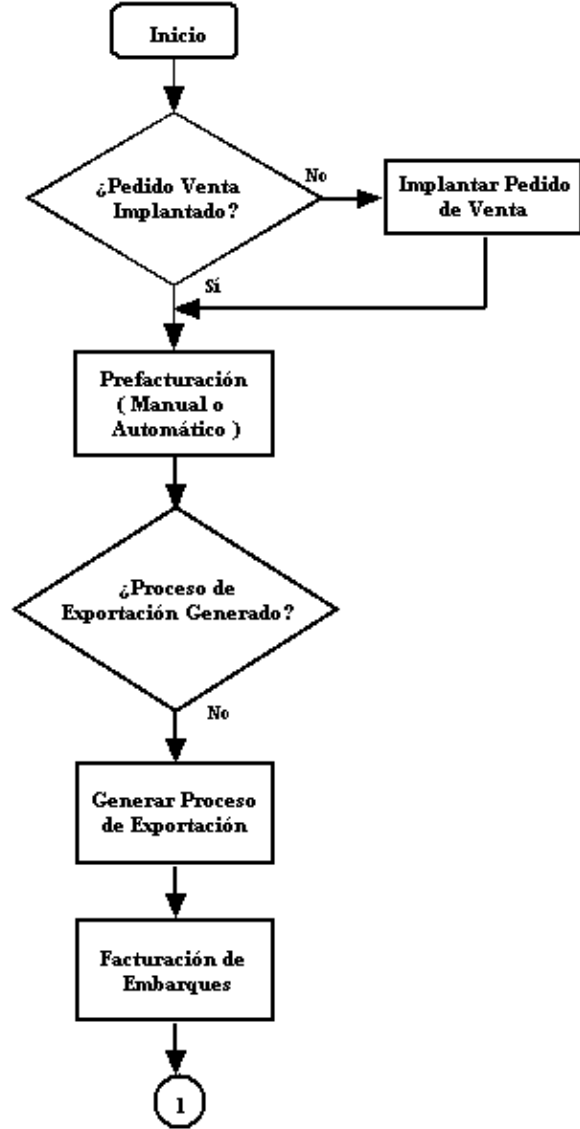 Inicio
¿Pedido Venta
Implantado?
No
Implantar Pedido
de Venta
Sí
Prefacturación
( Manual o
Automático )
¿Proceso de
Exportación Generado?
No
Generar Proceso
de Exportación
Facturación de
Embarques
1